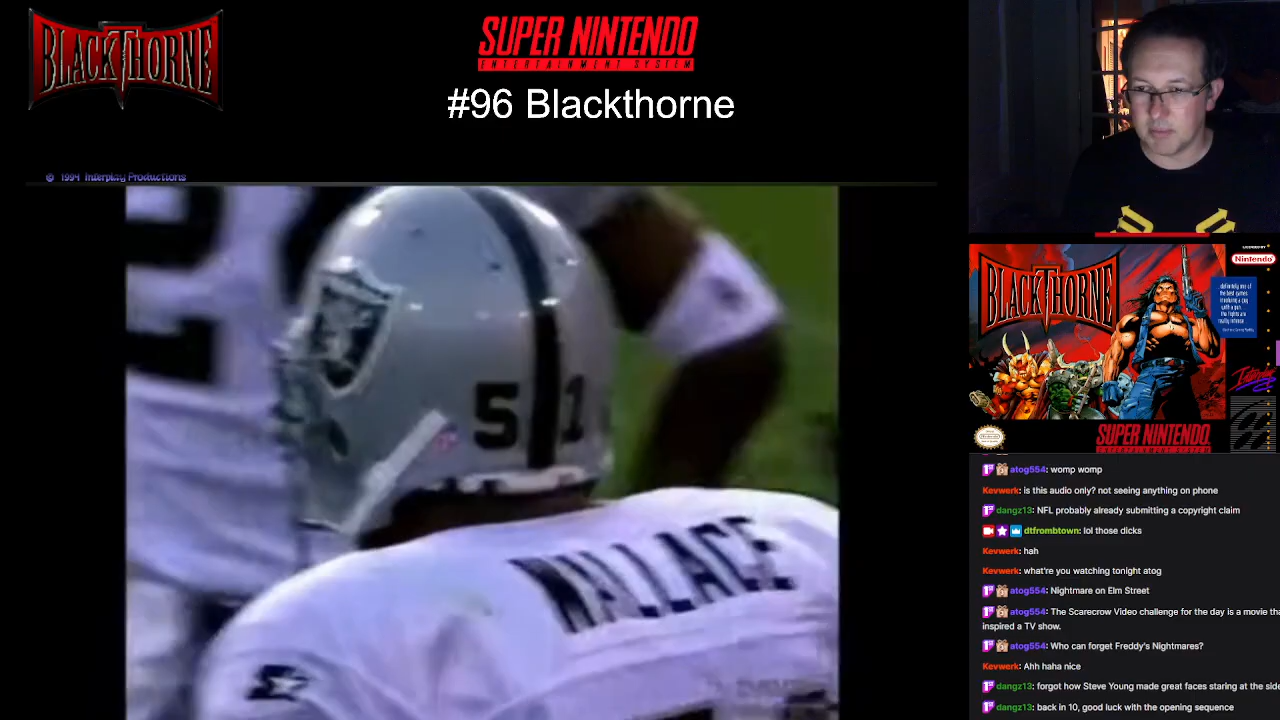 BLACKTHORNE
SUPER NINTENDO
ENTERTAINMENT SYSTEM
#96 Blackthorne
© 1994 Interplay Productions
51
WALLACE
BLACKTHORNE
Nintendo
Interplay
SUPER NINTENDO
ENTERTAINMENT SYSTEM
atog554: womp womp
Kevwerk: is this audio only? not seeing anything on phone
dangz13: NFL probably already submitting a copyright claim
dtfrombtown: lol those dicks
Kevwerk: hah
Kevwerk: what're you watching tonight atog
atog554: Nightmare on Elm Street
atog554: The Scarecrow Video challenge for the day is a movie tha
inspired a TV show.
atog554: Who can forget Freddy's Nightmares?
Kevwerk: Ahh haha nice
dangz13: forgot how Steve Young made great faces staring at the side
dangz13: back in 10, good luck with the opening sequence